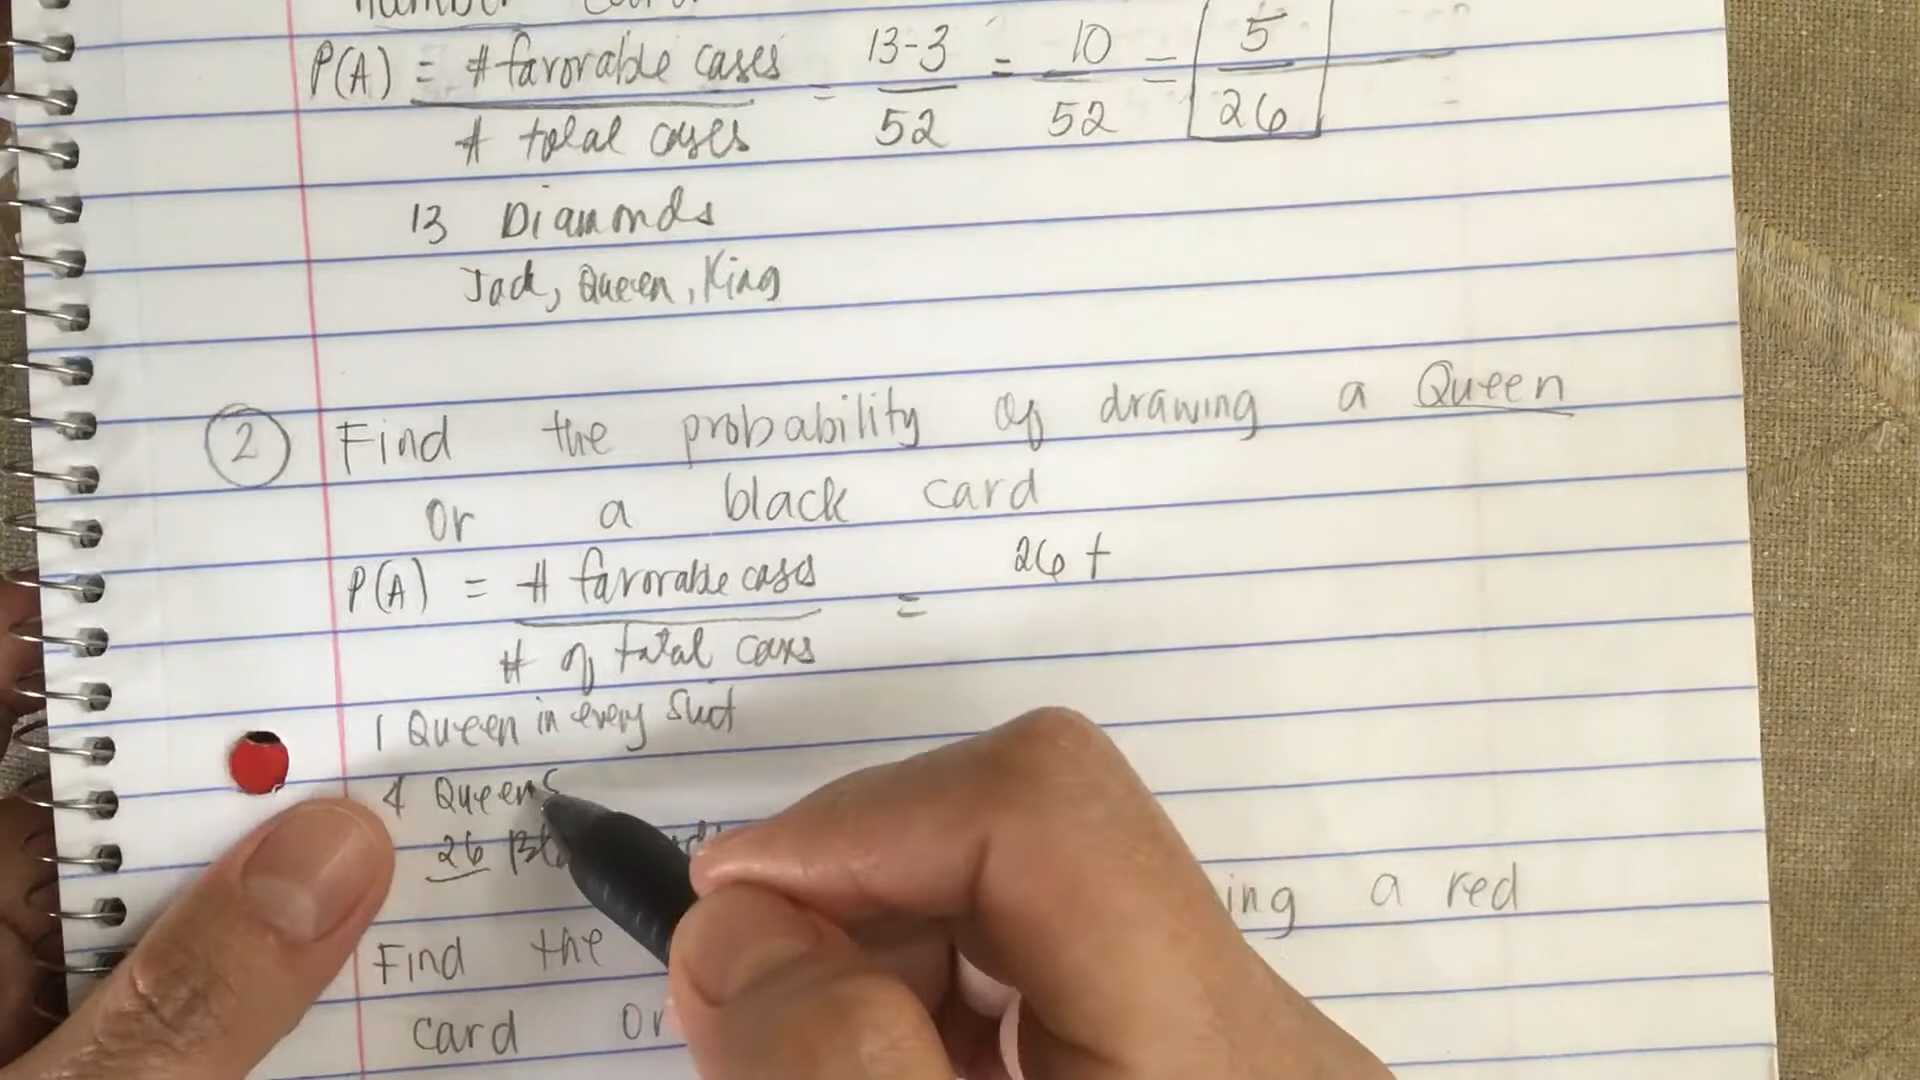 number card
P(A) = # favorable cases / # total cases = 13-3 / 52 = 10 / 52 = 5 / 26
13 Diamonds
Jack, Queen, King
2 Find the probability of drawing a Queen
or a black card
P(A) = # favorable cases / # of total cases = 26 +
1 Queen in every suit
4 Queens
26
ing a red
Find the
card or